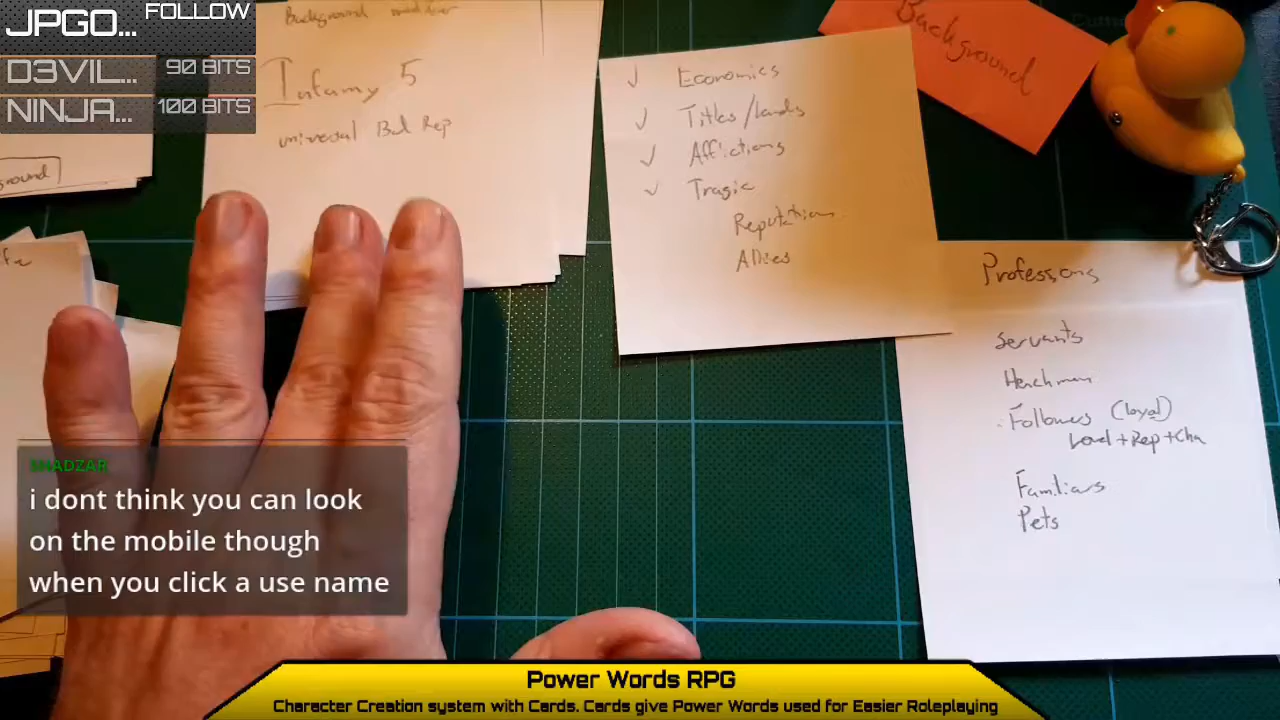 JPGO... FOLLOW
D3VIL... 90 BITS
NINJA... 100 BITS
Background
Infamy 5
universal Bad Rep
Economics
Titles/lands
Afflictions
Tragic
Reputation
Allies
Background
Professions
Servants
Henchman
Followers (loyal)
Level + Rep + Cha
Familiars
Pets
SHADZAR
i dont think you can look
on the mobile though
when you click a use name
Power Words RPG
Character Creation system with Cards. Cards give Power Words used for Easier Roleplaying